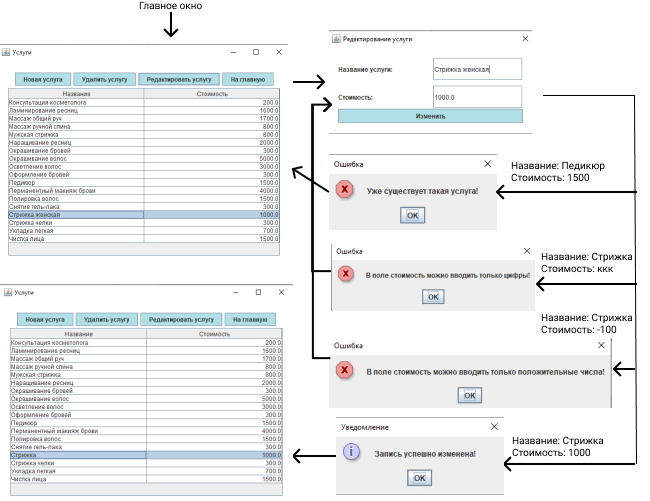 Главное окно
Услуги
Новая услуга Удалить услугу Редактировать услугу На главную
Название Стоимость
Консультация косметолога 200.0
Ламинирование ресниц 1600.0
Массаж общий руч 1700.0
Массаж ручной спина 800.0
Мужская стрижка 800.0
Наращивание ресниц 2000.0
Окрашивание бровей 300.0
Окрашивание волос 5000.0
Осветление волос 3000.0
Оформление бровей 300.0
Педикюр 1500.0
Перманентный макияж брови 4000.0
Полировка волос 1500.0
Снятие гель-лака 300.0
Стрижка женская 1000.0
Стрижка челки 300.0
Укладка легкая 700.0
Чистка лица 1500.0
Редактирование услуги
Название услуги: Стрижка женская
Стоимость: 1000.0
Изменить
Ошибка
Уже существует такая услуга!
OK
Название: Педикюр
Стоимость: 1500
Ошибка
В поле стоимость можно вводить только цифры!
OK
Название: Стрижка
Стоимость: ккк
Название: Стрижка
Стоимость: -100
Ошибка
В поле стоимость можно вводить только положительные числа!
OK
Уведомление
Запись успешно изменена!
OK
Название: Стрижка
Стоимость: 1000
Услуги
Новая услуга Удалить услугу Редактировать услугу На главную
Название Стоимость
Консультация косметолога 200.0
Ламинирование ресниц 1600.0
Массаж общий руч 1700.0
Массаж ручной спина 800.0
Мужская стрижка 800.0
Наращивание ресниц 2000.0
Окрашивание бровей 300.0
Окрашивание волос 5000.0
Осветление волос 3000.0
Оформление бровей 300.0
Педикюр 1500.0
Перманентный макияж брови 4000.0
Полировка волос 1500.0
Снятие гель-лака 300.0
Стрижка 1000.0
Стрижка челки 300.0
Укладка легкая 700.0
Чистка лица 1500.0